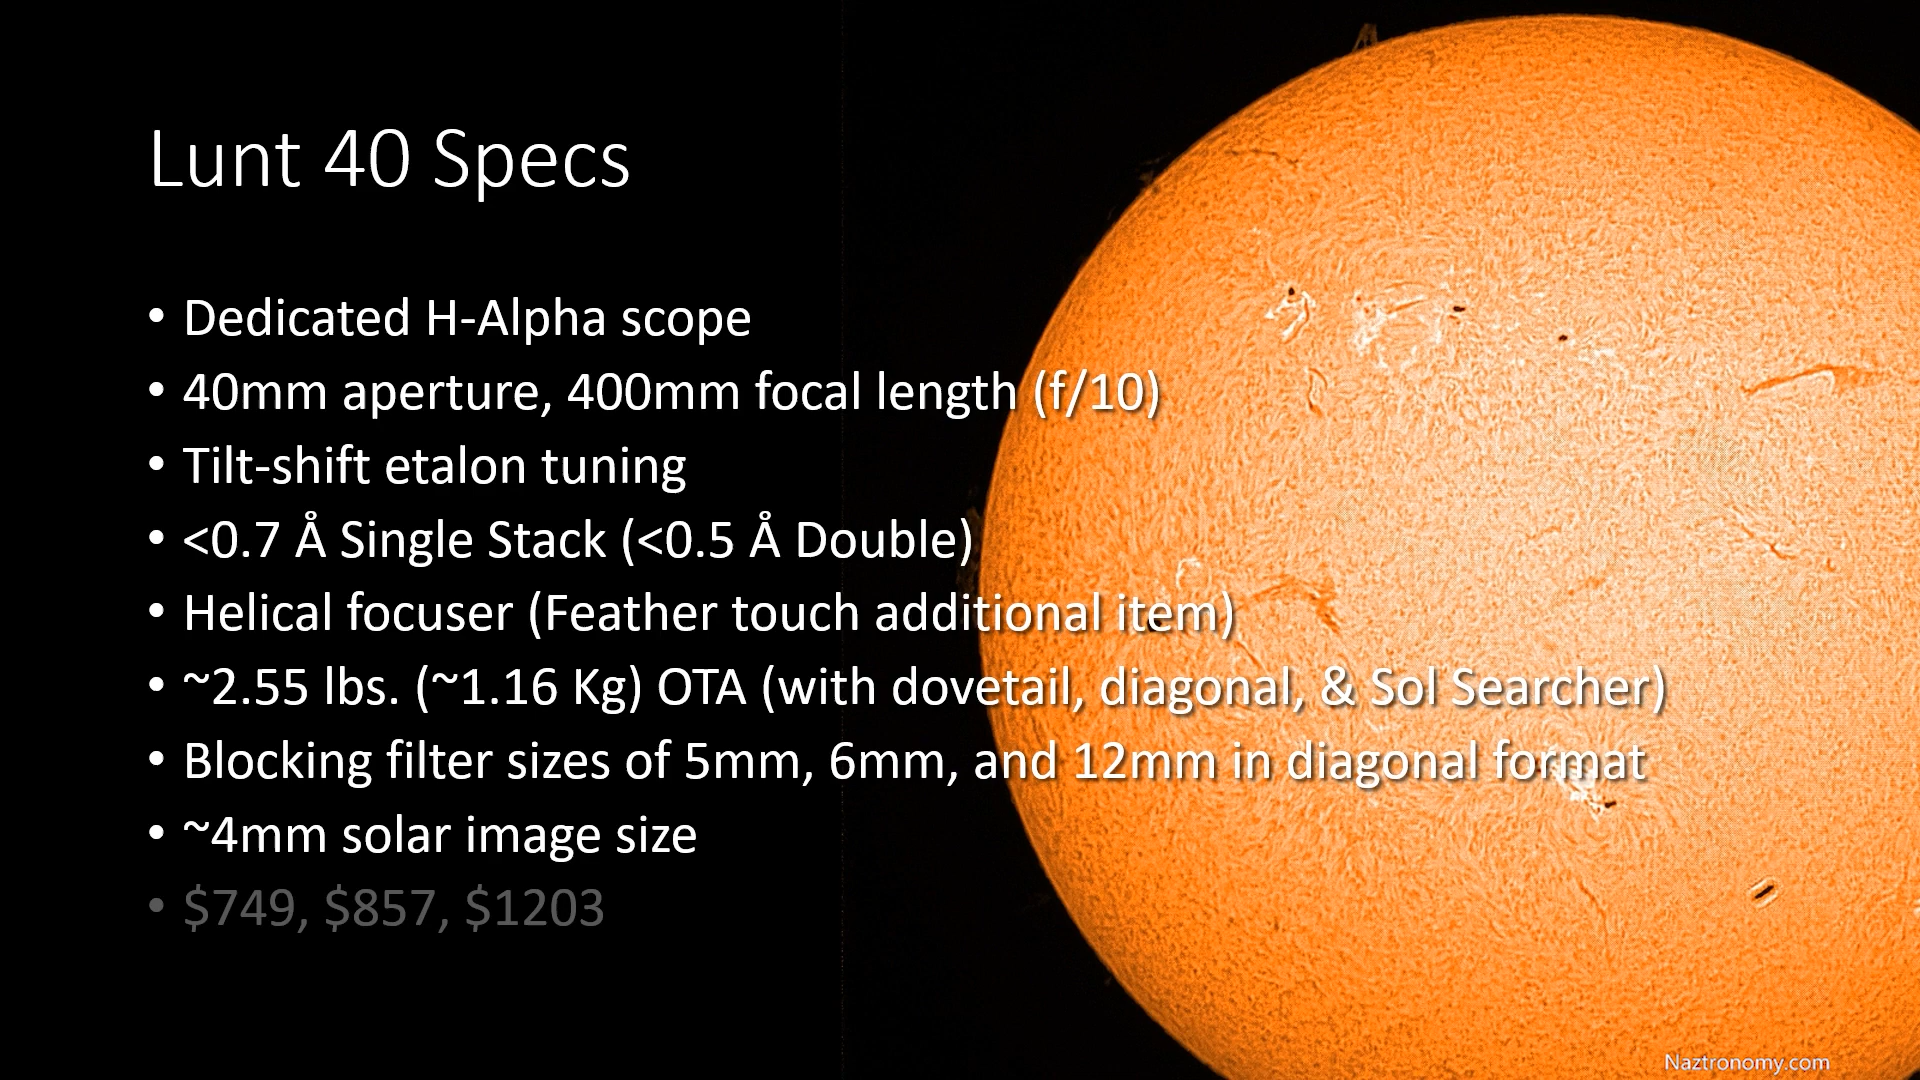 Lunt 40 Specs
• Dedicated H-Alpha scope
• 40mm aperture, 400mm focal length (f/10)
• Tilt-shift etalon tuning
• <0.7 Å Single Stack (<0.5 Å Double)
• Helical focuser (Feather touch additional item)
• ~2.55 lbs. (~1.16 Kg) OTA (with dovetail, diagonal, & Sol Searcher)
• Blocking filter sizes of 5mm, 6mm, and 12mm in diagonal format
• ~4mm solar image size
• $749, $857, $1203
Naztronomy.com